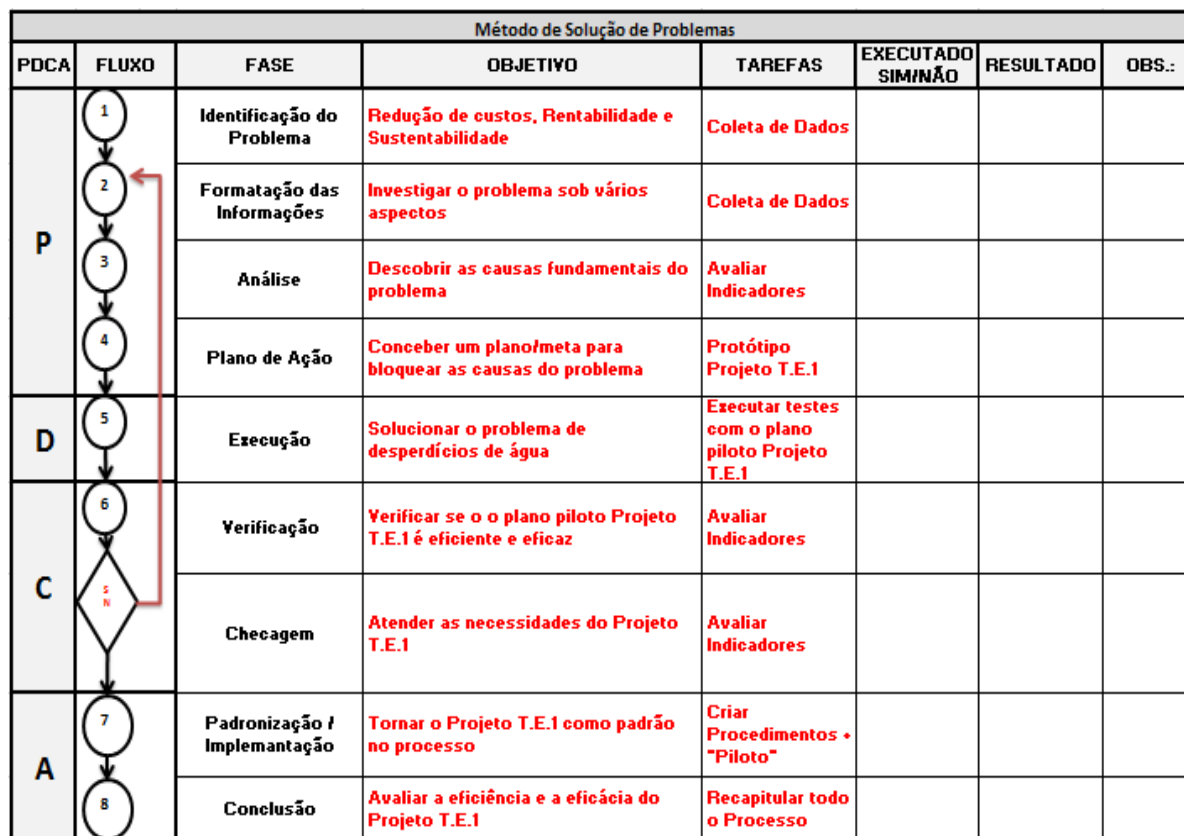 Método de Solução de Problemas
PDCA FLUXO FASE OBJETIVO TAREFAS EXECUTADO SIM/NÃO RESULTADO OBS.:
P
1
Identificação do
Problema
Redução de custos, Rentabilidade e
Sustentabilidade
Coleta de Dados
2
Formatação das
Informações
Investigar o problema sob vários
aspectos
Coleta de Dados
3
Análise
Descobrir as causas fundamentais do
problema
Avaliar
Indicadores
4
Plano de Ação
Conceber um plano/meta para
bloquear as causas do problema
Protótipo
Projeto T.E.1
D
5
Execução
Solucionar o problema de
desperdícios de água
Executar testes
com o plano
piloto Projeto
T.E.1
C
6
Verificação
Verificar se o o plano piloto Projeto
T.E.1 é eficiente e eficaz
Avaliar
Indicadores
S
N
Checagem
Atender as necessidades do Projeto
T.E.1
Avaliar
Indicadores
A
7
Padronização /
Implemantação
Tornar o Projeto T.E.1 como padrão
no processo
Criar
Procedimentos +
"Piloto"
8
Conclusão
Avaliar a eficiência e a eficácia do
Projeto T.E.1
Recapitular todo
o Processo